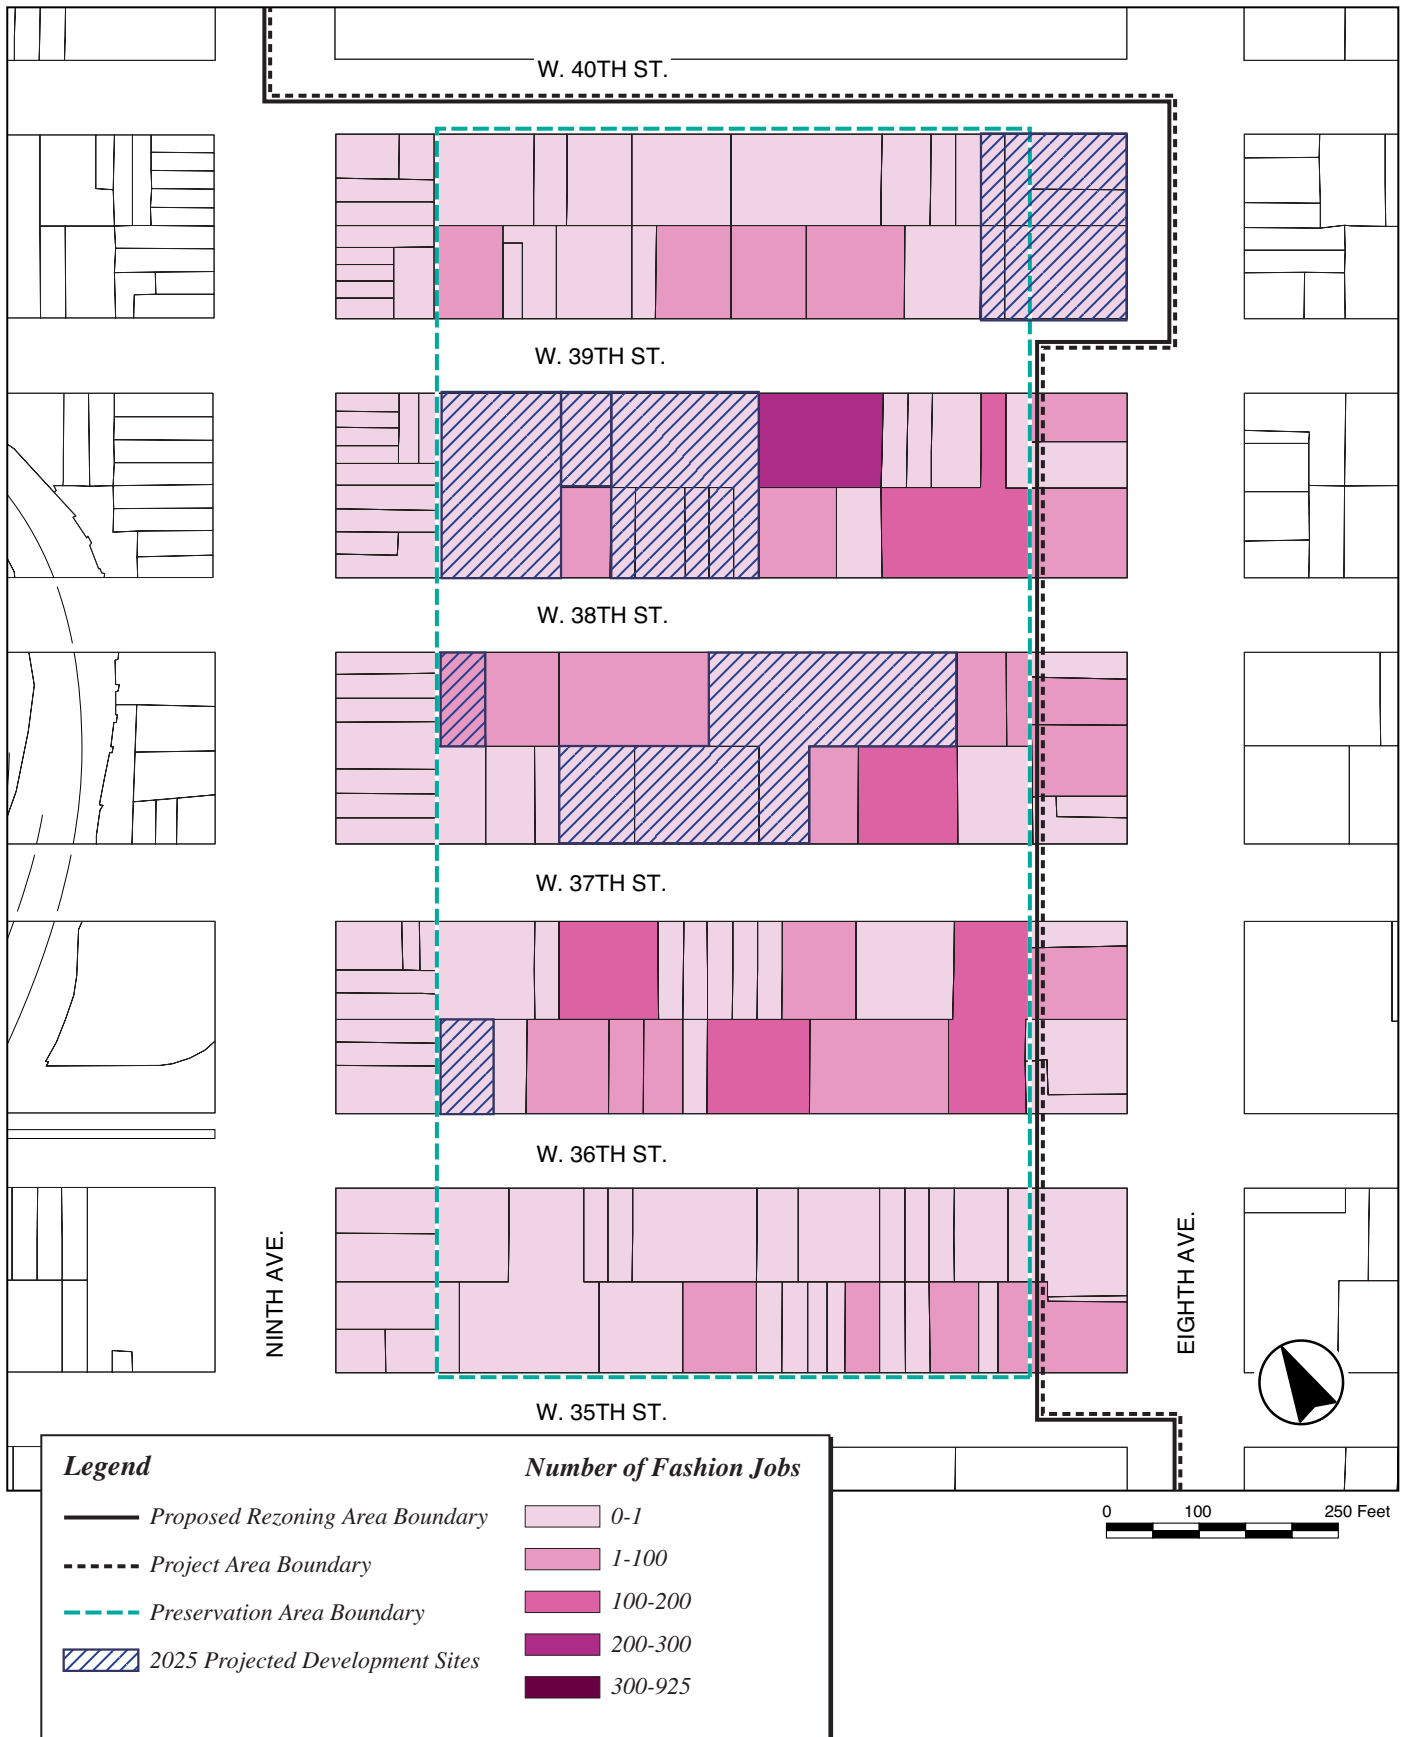 W. 40TH ST.
W. 39TH ST.
W. 38TH ST.
W. 37TH ST.
W. 36TH ST.
NINTH AVE.
EIGHTH AVE.
W. 35TH ST.
Legend
Proposed Rezoning Area Boundary
Project Area Boundary
Preservation Area Boundary
2025 Projected Development Sites
Number of Fashion Jobs
0-1
1-100
100-200
200-300
300-925
0 100 250 Feet